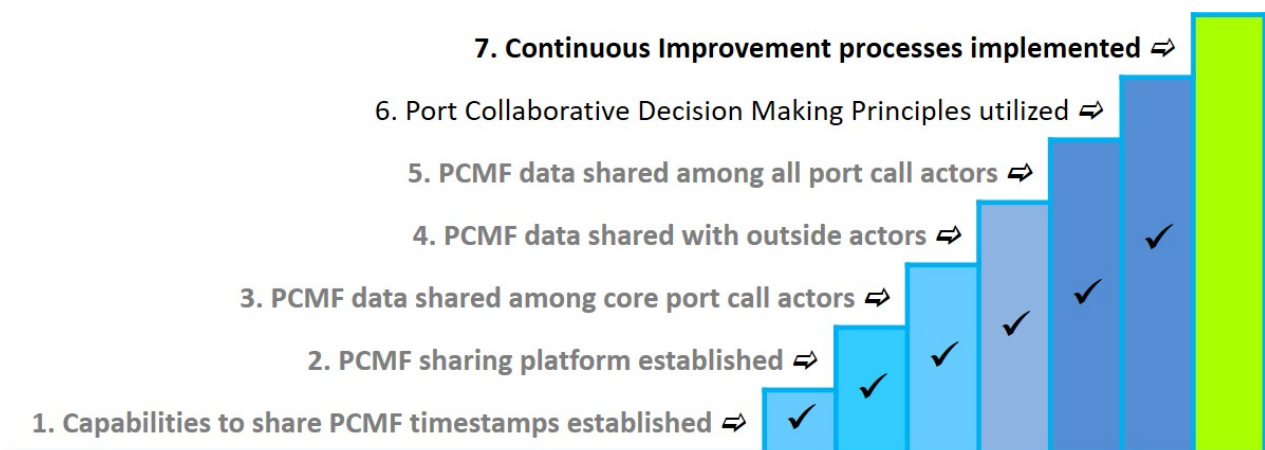 7. Continuous Improvement processes implemented ⇨
6. Port Collaborative Decision Making Principles utilized ⇨
5. PCMF data shared among all port call actors ⇨
4. PCMF data shared with outside actors ⇨
3. PCMF data shared among core port call actors ⇨
2. PCMF sharing platform established ⇨
1. Capabilities to share PCMF timestamps established ⇨